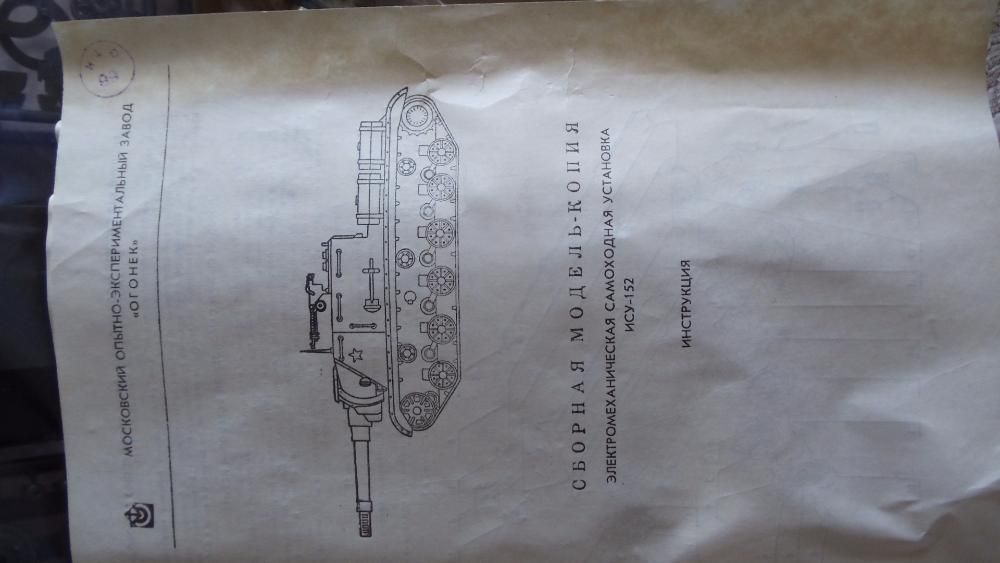 МОСКОВСКИЙ ОПЫТНО-ЭКСПЕРИМЕНТАЛЬНЫЙ ЗАВОД
«ОГОНЕК»
СБОРНАЯ МОДЕЛЬ-КОПИЯ
ЭЛЕКТРОМЕХАНИЧЕСКАЯ САМОХОДНАЯ УСТАНОВКА
ИСУ-152
ИНСТРУКЦИЯ